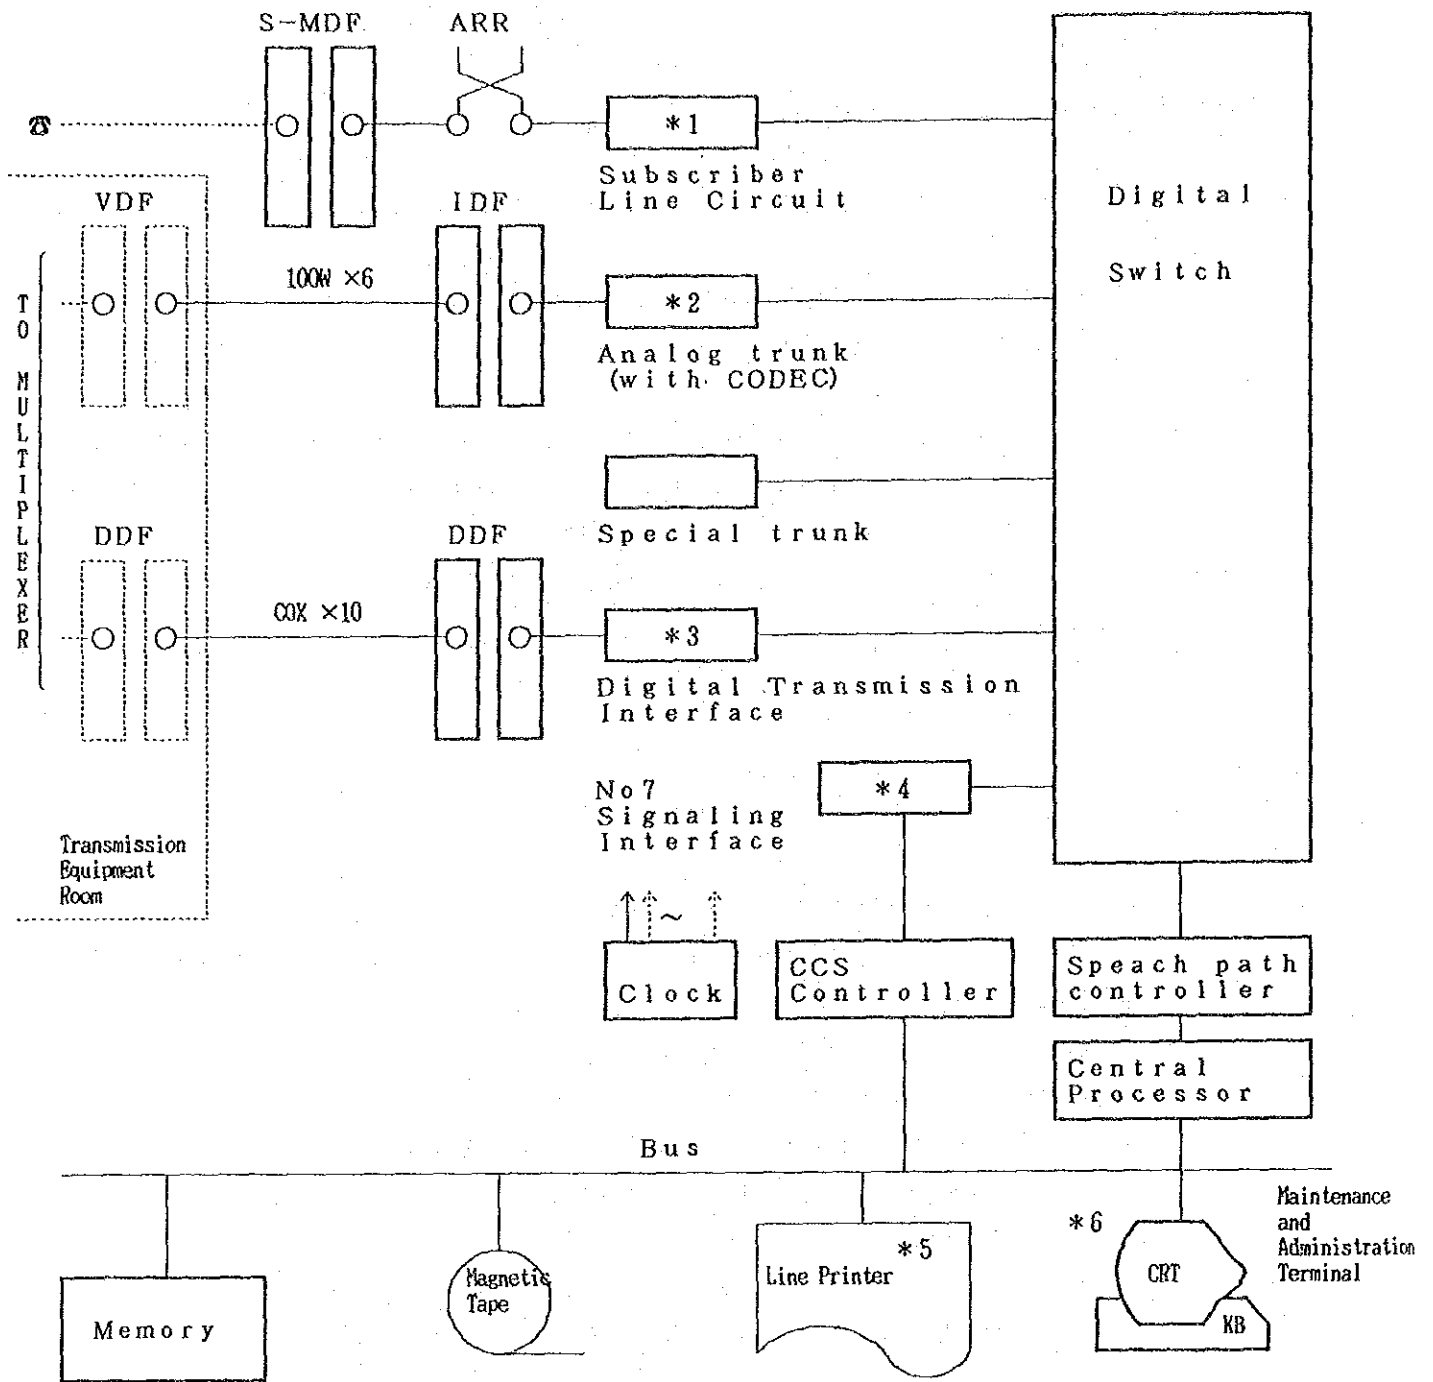 S-MDF
ARR
☎
*1
Subscriber
Line Circuit
Digital
Switch
VDF
IDF
100W ×6
*2
Analog trunk
(with CODEC)
TO MULTIPLEXER
Special trunk
DDF
DDF
COX ×10
*3
Digital Transmission
Interface
No7
Signaling
Interface
*4
Transmission
Equipment
Room
~
Clock
CCS
Controller
Speach path
controller
Central
Processor
Bus
Memory
Magnetic
Tape
*5
Line Printer
*6
CRT
KB
Maintenance
and
Administration
Terminal